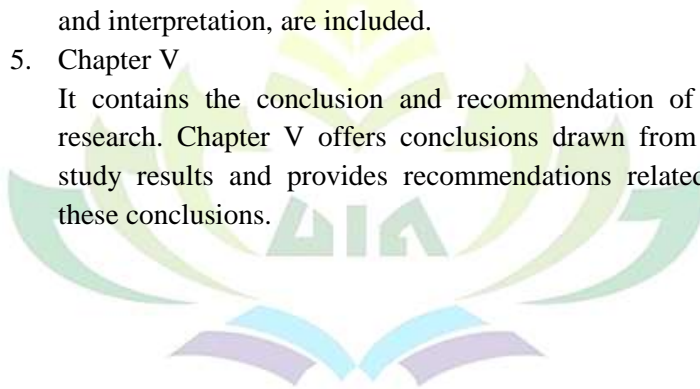 and interpretation, are included.
5. Chapter V
It contains the conclusion and recommendation of
research. Chapter V offers conclusions drawn from
study results and provides recommendations related
these conclusions.
UIN